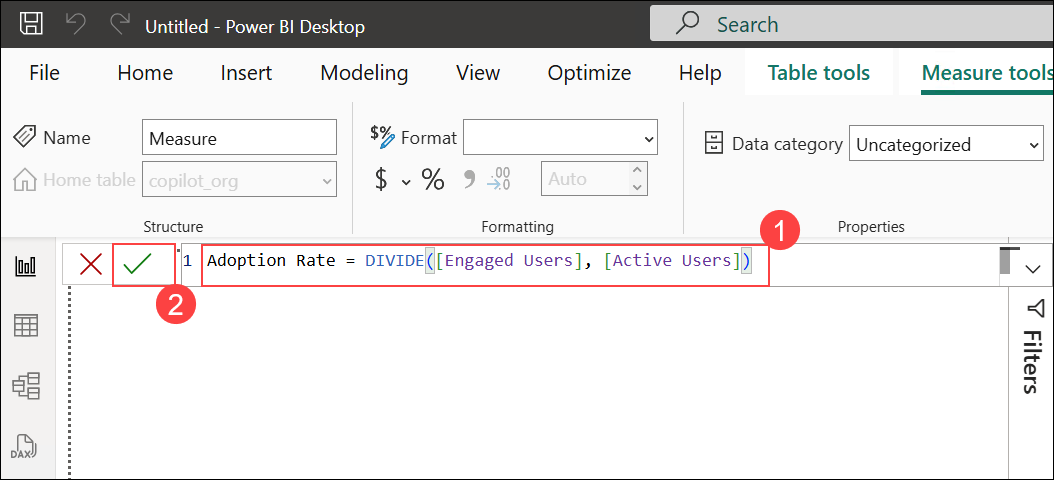 Untitled - Power BI Desktop
Search
File Home Insert Modeling View Optimize Help Table tools Measure tools
Name Measure
Home table copilot_org
Structure
$% Format
$ % , .00 .0
Auto
Formatting
Data category Uncategorized
Properties
1
1 Adoption Rate = DIVIDE([Engaged Users], [Active Users])
2
Filters
DAX